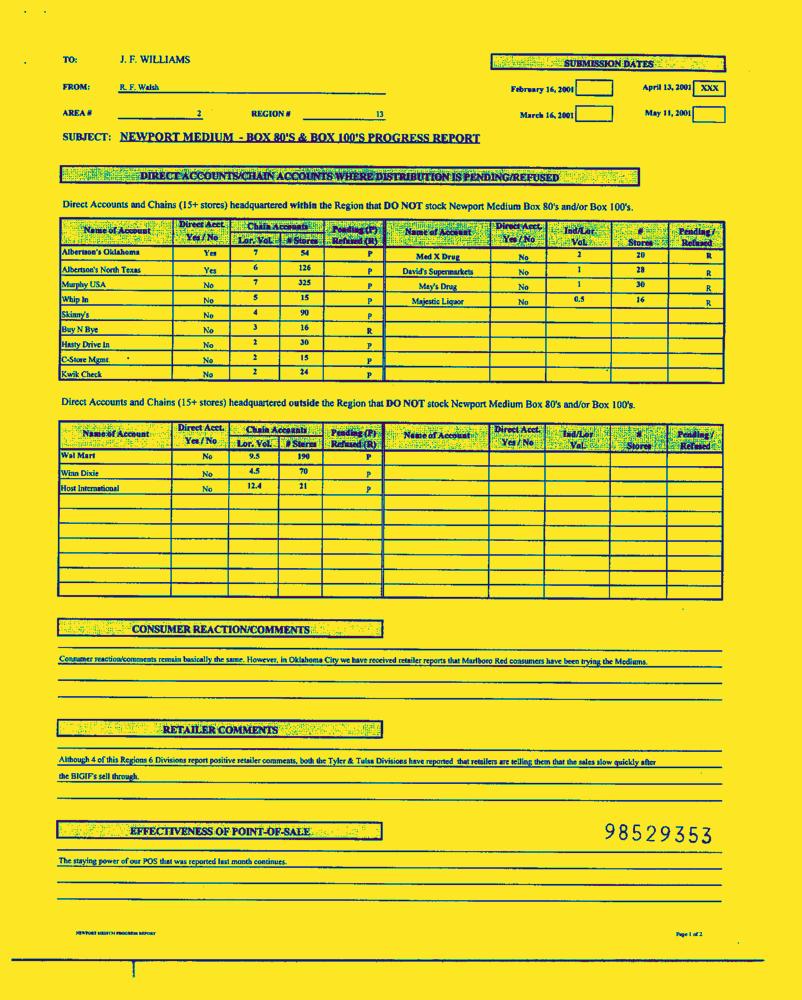 TO: J. F. WILLIAMS
SUBMISSION DATES
FROM: R. F. Walsh
February 16, 2001 April 13, 2001 XXX
AREA # 2 REGION # 13
March 16, 2001 May 11, 2001
SUBJECT: NEWPORT MEDIUM - BOX 80'S & BOX 100'S PROGRESS REPORT
DIRECT ACCOUNTS/CHAIN ACCOUNTS WHERE DISTRIBUTION IS PENDING/REFUSED
Direct Accounts and Chains (15+ stores) headquartered within the Region that DO NOT stock Newport Medium Box 80's and/or Box 100's.
Name of Account Direct Acct. Yes / No Chain Accounts Lor. Vol. # Stores Pending (P) Refused (R) Name of Account Direct Acct. Yes / No Ind/Lor Vol. # Stores Pending / Refused
Albertson's Oklahoma Yes 7 54 P Med X Drug No 2 20 R
Albertson's North Texas Yes 6 126 P David's Supermarkets No 1 28 R
Murphy USA No 7 325 P May's Drug No 1 30 R
Whip In No 5 15 P Majestic Liquor No 0.5 16 R
Skinny's No 4 90 P
Buy N Bye No 3 16 R
Hasty Drive In No 2 30 P
C-Store Mgmt. No 2 15 P
Kwik Check No 2 24 P
Direct Accounts and Chains (15+ stores) headquartered outside the Region that DO NOT stock Newport Medium Box 80's and/or Box 100's.
Name of Account Direct Acct. Yes / No Chain Accounts Lor. Vol. # Stores Pending (P) Refused (R) Name of Account Direct Acct. Yes / No Ind/Lor Vol. # Stores Pending / Refused
Wal Mart No 9.5 190 P
Winn Dixie No 4.5 70 P
Host International No 12.4 21 P
CONSUMER REACTION/COMMENTS
Consumer reaction/comments remain basically the same. However, in Oklahoma City we have received retailer reports that Marlboro Red consumers have been trying the Mediums.
RETAILER COMMENTS
Although 4 of this Regions 6 Divisions report positive retailer comments, both the Tyler & Tulsa Divisions have reported that retailers are telling them that the sales slow quickly after
the BIGIF's sell through.
EFFECTIVENESS OF POINT-OF-SALE
98529353
The staying power of our POS that was reported last month continues.
NEWPORT MEDIUM PROGRESS REPORT Page 1 of 2